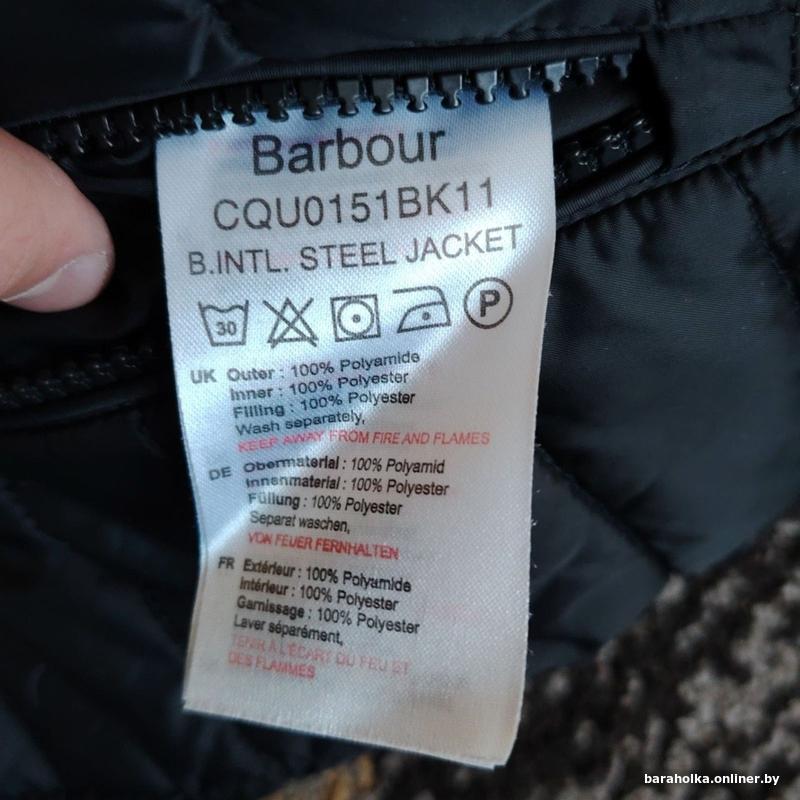 Barbour
CQU0151BK11
B.INTL. STEEL JACKET
30
P
UK Outer : 100% Polyamide
Inner : 100% Polyester
Filling : 100% Polyester
Wash separately,
KEEP AWAY FROM FIRE AND FLAMES
DE Obermaterial : 100% Polyamid
Innenmaterial : 100% Polyester
Füllung : 100% Polyester
Separat waschen,
VON FEUER FERNHALTEN
FR Extérieur : 100% Polyamide
Intérieur : 100% Polyester
Garnissage : 100% Polyester
Laver séparément,
TENIR À L'ÉCART DU FEU ET
DES FLAMMES
baraholka.onliner.by